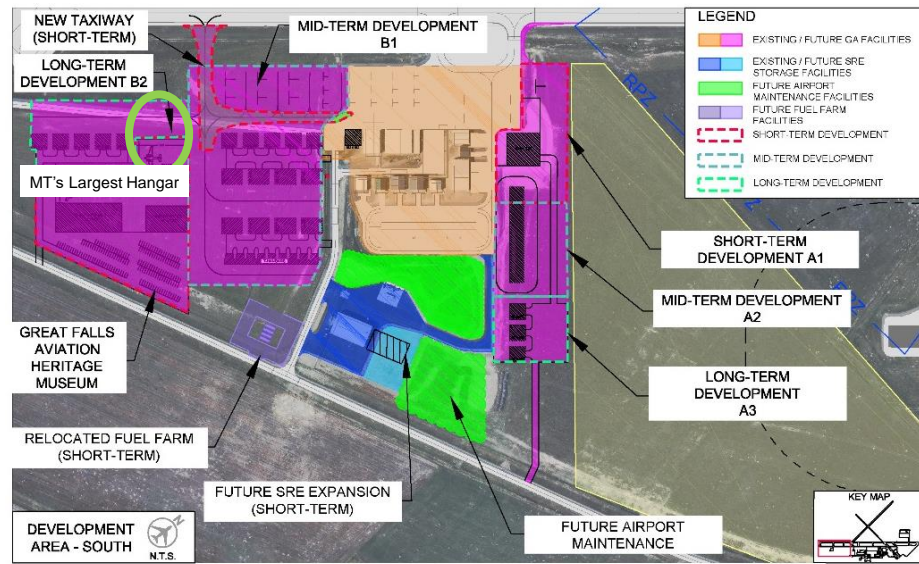 NEW TAXIWAY
(SHORT-TERM)
MID-TERM DEVELOPMENT
B1
LONG-TERM
DEVELOPMENT B2
MT's Largest Hangar
LEGEND
EXISTING / FUTURE GA FACILITIES
EXISTING / FUTURE SRE
STORAGE FACILITIES
FUTURE AIRPORT
MAINTENANCE FACILITIES
FUTURE FUEL FARM
FACILITIES
SHORT-TERM DEVELOPMENT
MID-TERM DEVELOPMENT
LONG-TERM DEVELOPMENT
RPZ
SHORT-TERM
DEVELOPMENT A1
MID-TERM DEVELOPMENT
A2
LONG-TERM
DEVELOPMENT
A3
GREAT FALLS
AVIATION
HERITAGE
MUSEUM
RELOCATED FUEL FARM
(SHORT-TERM)
FUTURE SRE EXPANSION
(SHORT-TERM)
FUTURE AIRPORT
MAINTENANCE
DEVELOPMENT
AREA - SOUTH
N
N.T.S.
KEY MAP